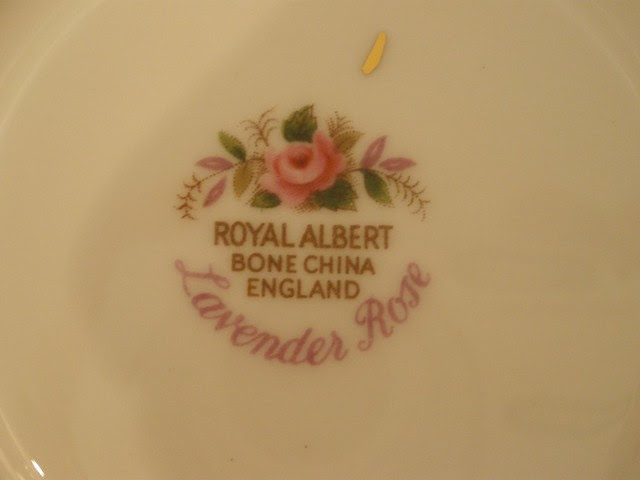 ROYAL ALBERT
BONE CHINA
ENGLAND
Lavender Rose